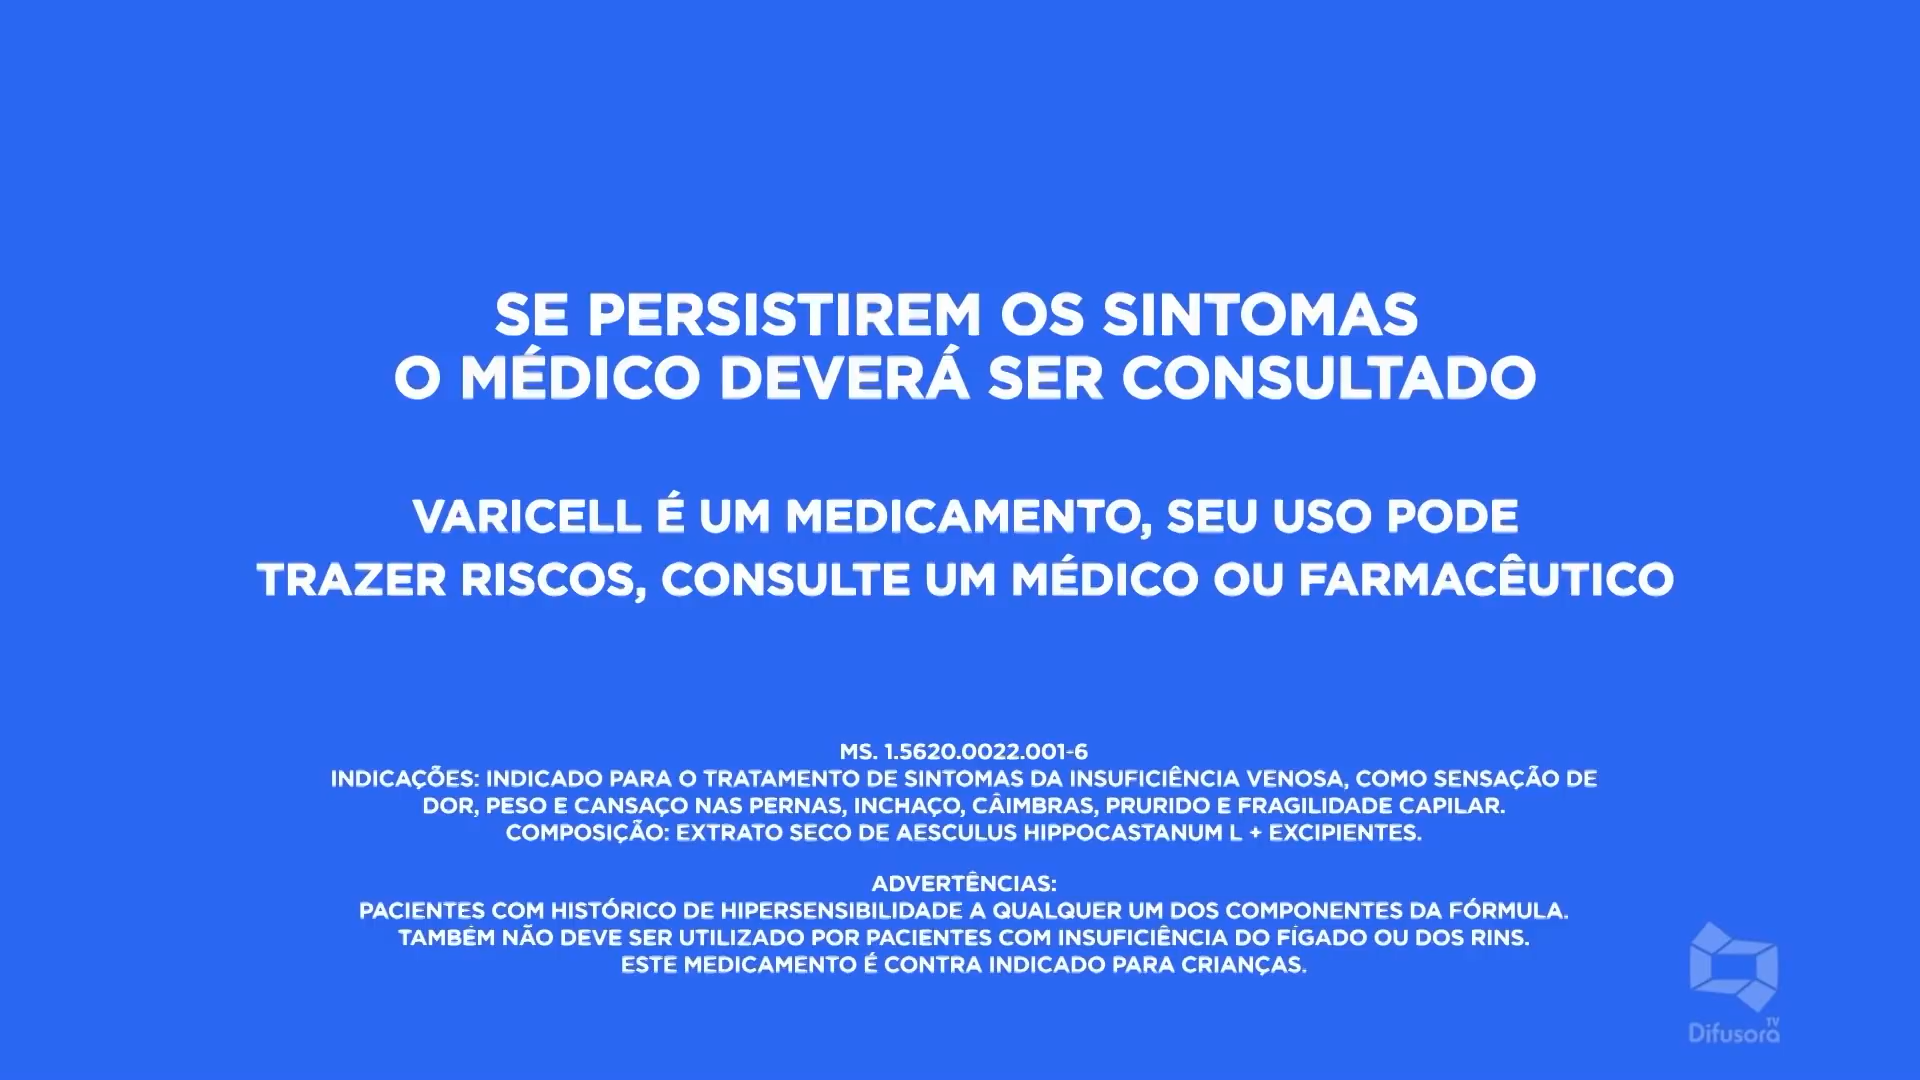 SE PERSISTIREM OS SINTOMAS
O MÉDICO DEVERÁ SER CONSULTADO
VARICELL É UM MEDICAMENTO, SEU USO PODE
TRAZER RISCOS, CONSULTE UM MÉDICO OU FARMACÊUTICO
MS. 1.5620.0022.001-6
INDICAÇÕES: INDICADO PARA O TRATAMENTO DE SINTOMAS DA INSUFICIÊNCIA VENOSA, COMO SENSAÇÃO DE
DOR, PESO E CANSAÇO NAS PERNAS, INCHAÇO, CÂIMBRAS, PRURIDO E FRAGILIDADE CAPILAR.
COMPOSIÇÃO: EXTRATO SECO DE AESCULUS HIPPOCASTANUM L + EXCIPIENTES.
ADVERTÊNCIAS:
PACIENTES COM HISTÓRICO DE HIPERSENSIBILIDADE A QUALQUER UM DOS COMPONENTES DA FÓRMULA.
TAMBÉM NÃO DEVE SER UTILIZADO POR PACIENTES COM INSUFICIÊNCIA DO FÍGADO OU DOS RINS.
ESTE MEDICAMENTO É CONTRA INDICADO PARA CRIANÇAS.
TV
Difusora